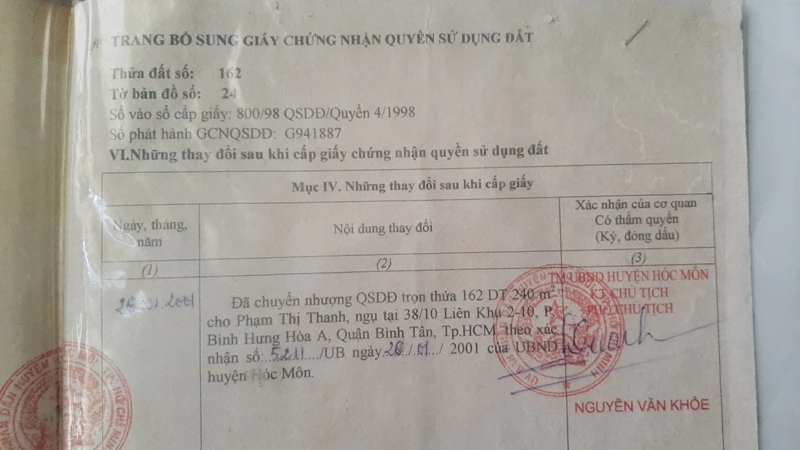 TRANG BỔ SUNG GIẤY CHỨNG NHẬN QUYỀN SỬ DỤNG ĐẤT
Thửa đất số: 162
Tờ bản đồ số: 24
Số vào sổ cấp giấy: 800/98 QSDĐ/Quyển 4/1998
Số phát hành GCNQSDĐ: G941887
VI.Những thay đổi sau khi cấp giấy chứng nhận quyền sử dụng đất
Mục IV. Những thay đổi sau khi cấp giấy
Ngày, tháng, năm
Nội dung thay đổi
Xác nhận của cơ quan
Có thẩm quyền
(Ký, đóng dấu)
(1)
(2)
(3)
26.01.2001
Đã chuyển nhượng QSDĐ trọn thửa 162 DT 240 m²
cho Phạm Thị Thanh, ngụ tại 38/10 Liên Khu 2-10, P.
Bình Hưng Hòa A, Quận Bình Tân, Tp.HCM, theo xác
nhận số:.5211..../UB ngày.26/.01../ 2001 của UBND
huyện Hóc Môn.
TM UBND HUYỆN HÓC MÔN
KT CHỦ TỊCH
PHÓ CHỦ TỊCH
NGUYỄN VĂN KHỎE